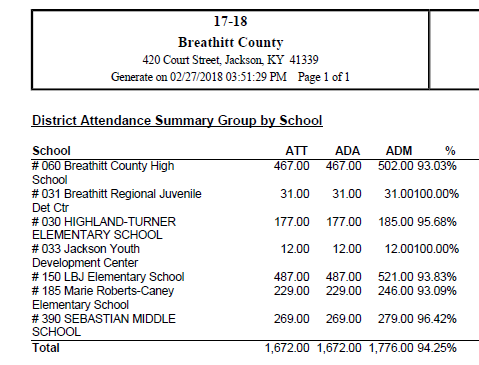 17-18
Breathitt County
420 Court Street, Jackson, KY 41339
Generate on 02/27/2018 03:51:29 PM Page 1 of 1
District Attendance Summary Group by School
School ATT ADA ADM %
# 060 Breathitt County High 467.00 467.00 502.00 93.03%
School
# 031 Breathitt Regional Juvenile 31.00 31.00 31.00100.00%
Det Ctr
# 030 HIGHLAND-TURNER 177.00 177.00 185.00 95.68%
ELEMENTARY SCHOOL
# 033 Jackson Youth 12.00 12.00 12.00100.00%
Development Center
# 150 LBJ Elementary School 487.00 487.00 521.00 93.83%
# 185 Marie Roberts-Caney 229.00 229.00 246.00 93.09%
Elementary School
# 390 SEBASTIAN MIDDLE 269.00 269.00 279.00 96.42%
SCHOOL
Total 1,672.00 1,672.00 1,776.00 94.25%